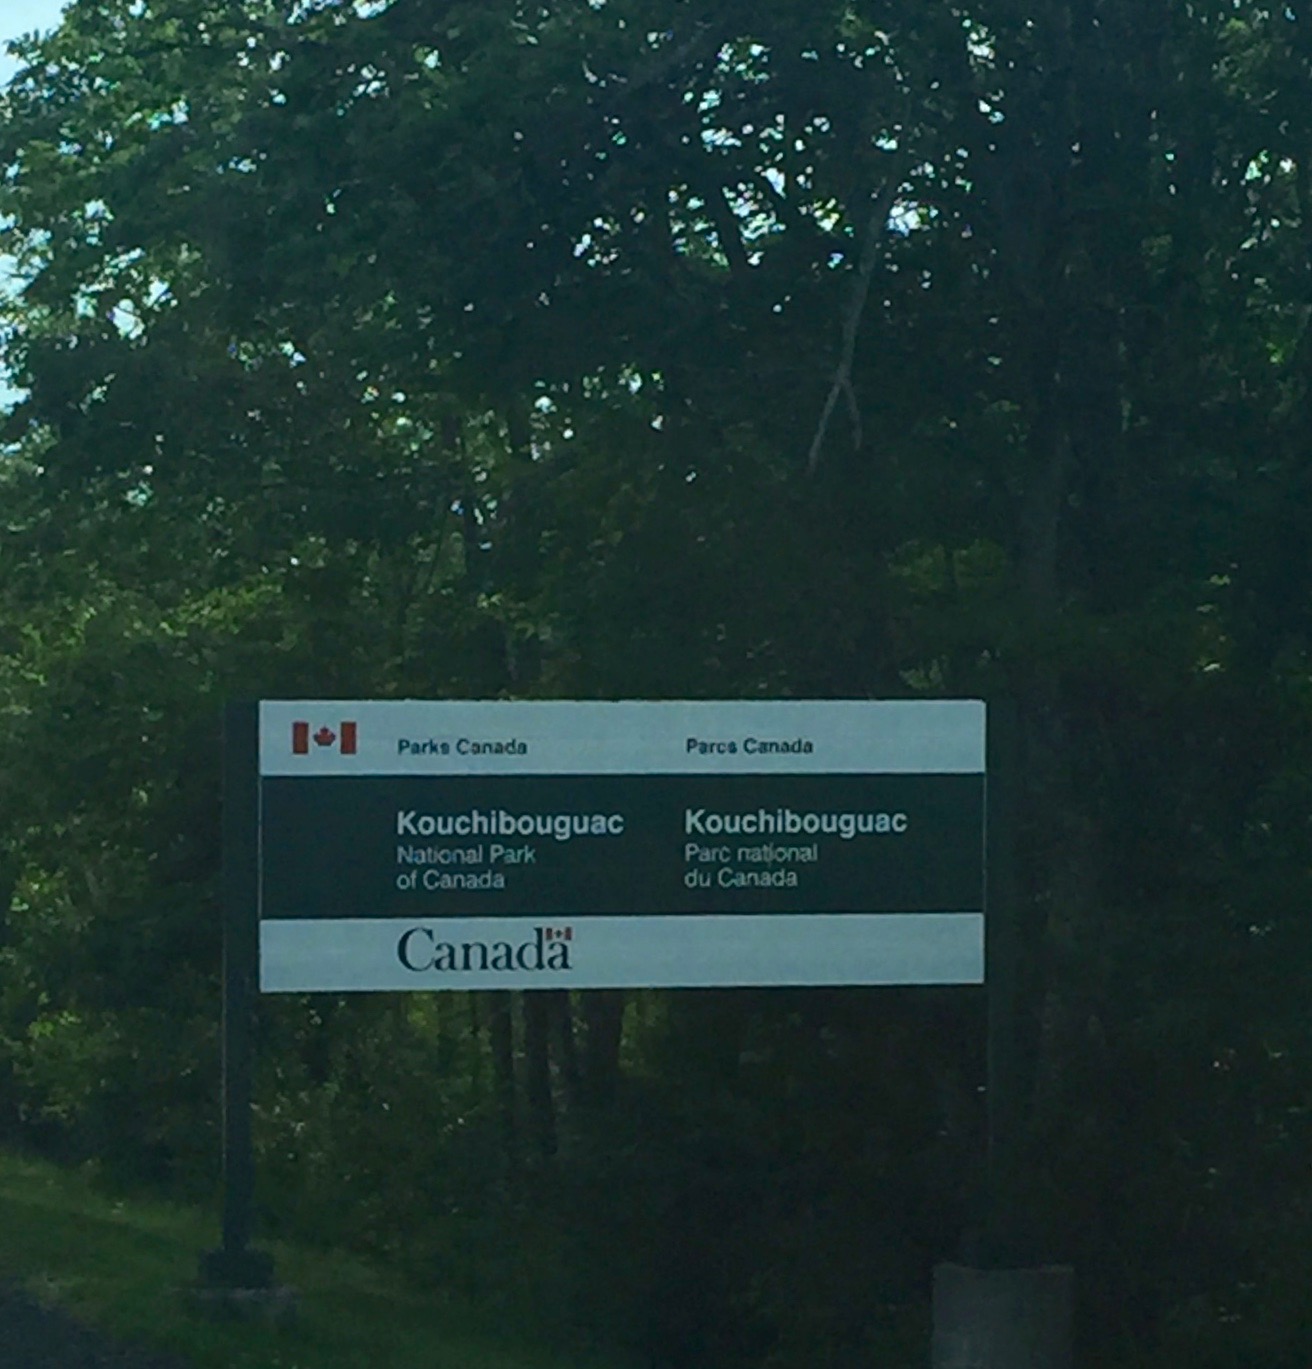 Parks Canada
Parcs Canada
Kouchibouguac
National Park
of Canada
Kouchibouguac
Parc national
du Canada
Canada